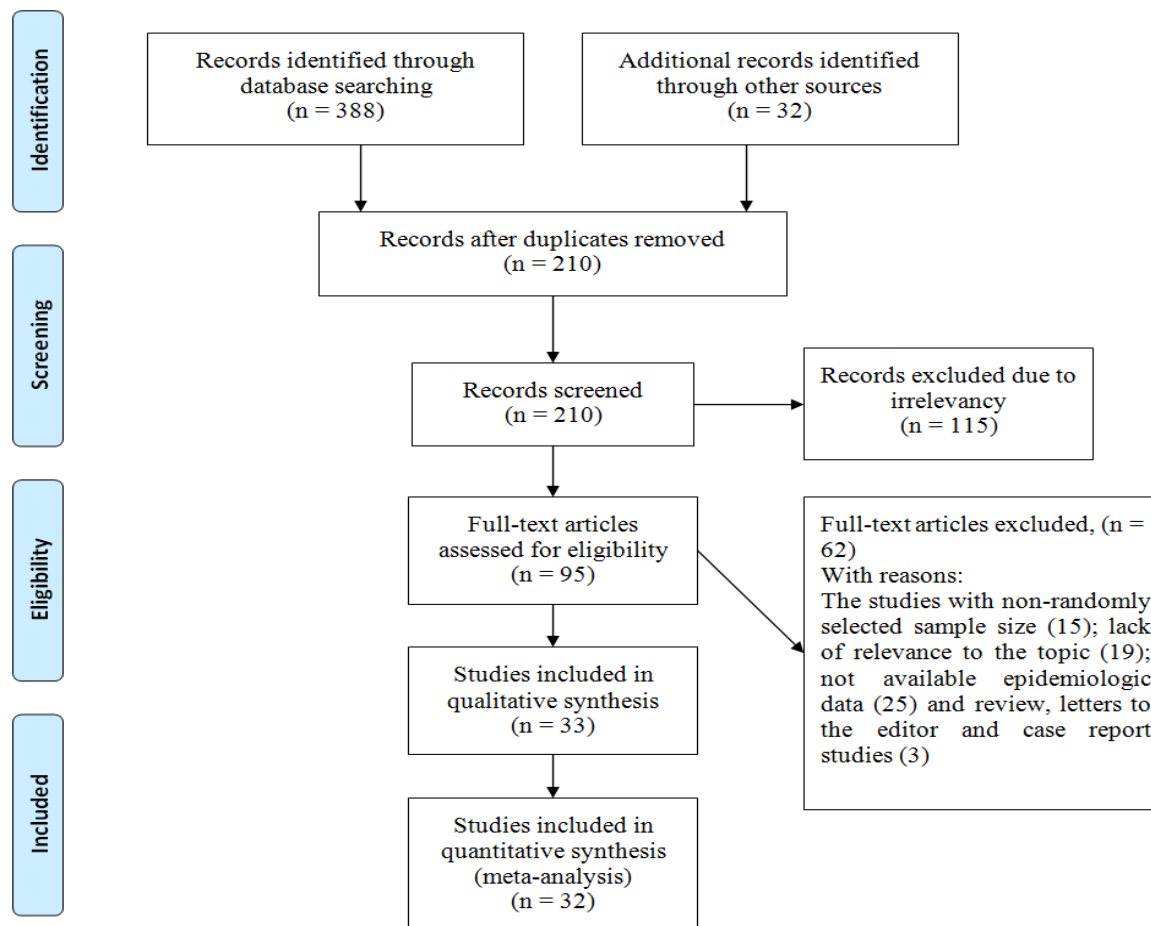 Identification
Records identified through
database searching
(n = 388)
Additional records identified
through other sources
(n = 32)
Records after duplicates removed
(n = 210)
Screening
Records screened
(n = 210)
Records excluded due to
irrelevancy
(n = 115)
Eligibility
Full-text articles
assessed for eligibility
(n = 95)
Full-text articles excluded, (n =
62)
With reasons:
The studies with non-randomly
selected sample size (15); lack
of relevance to the topic (19);
not available epidemiologic
data (25) and review, letters to
the editor and case report
studies (3)
Studies included in
qualitative synthesis
(n = 33)
Included
Studies included in
quantitative synthesis
(meta-analysis)
(n = 32)